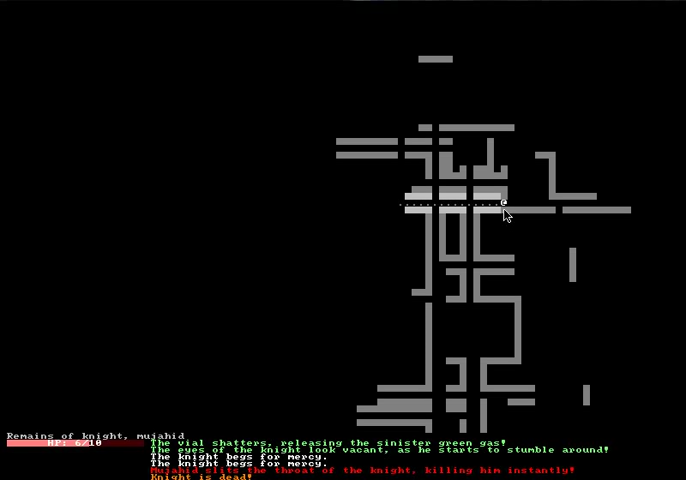 Remains of knight, mujahid
HP: 6/10
The vial shatters, releasing the sinister green gas!
The eyes of the knight look vacant, as he starts to stumble around!
The knight begs for mercy.
The knight begs for mercy.
Mujahid slits the throat of the knight, killing him instantly!
Knight is dead!